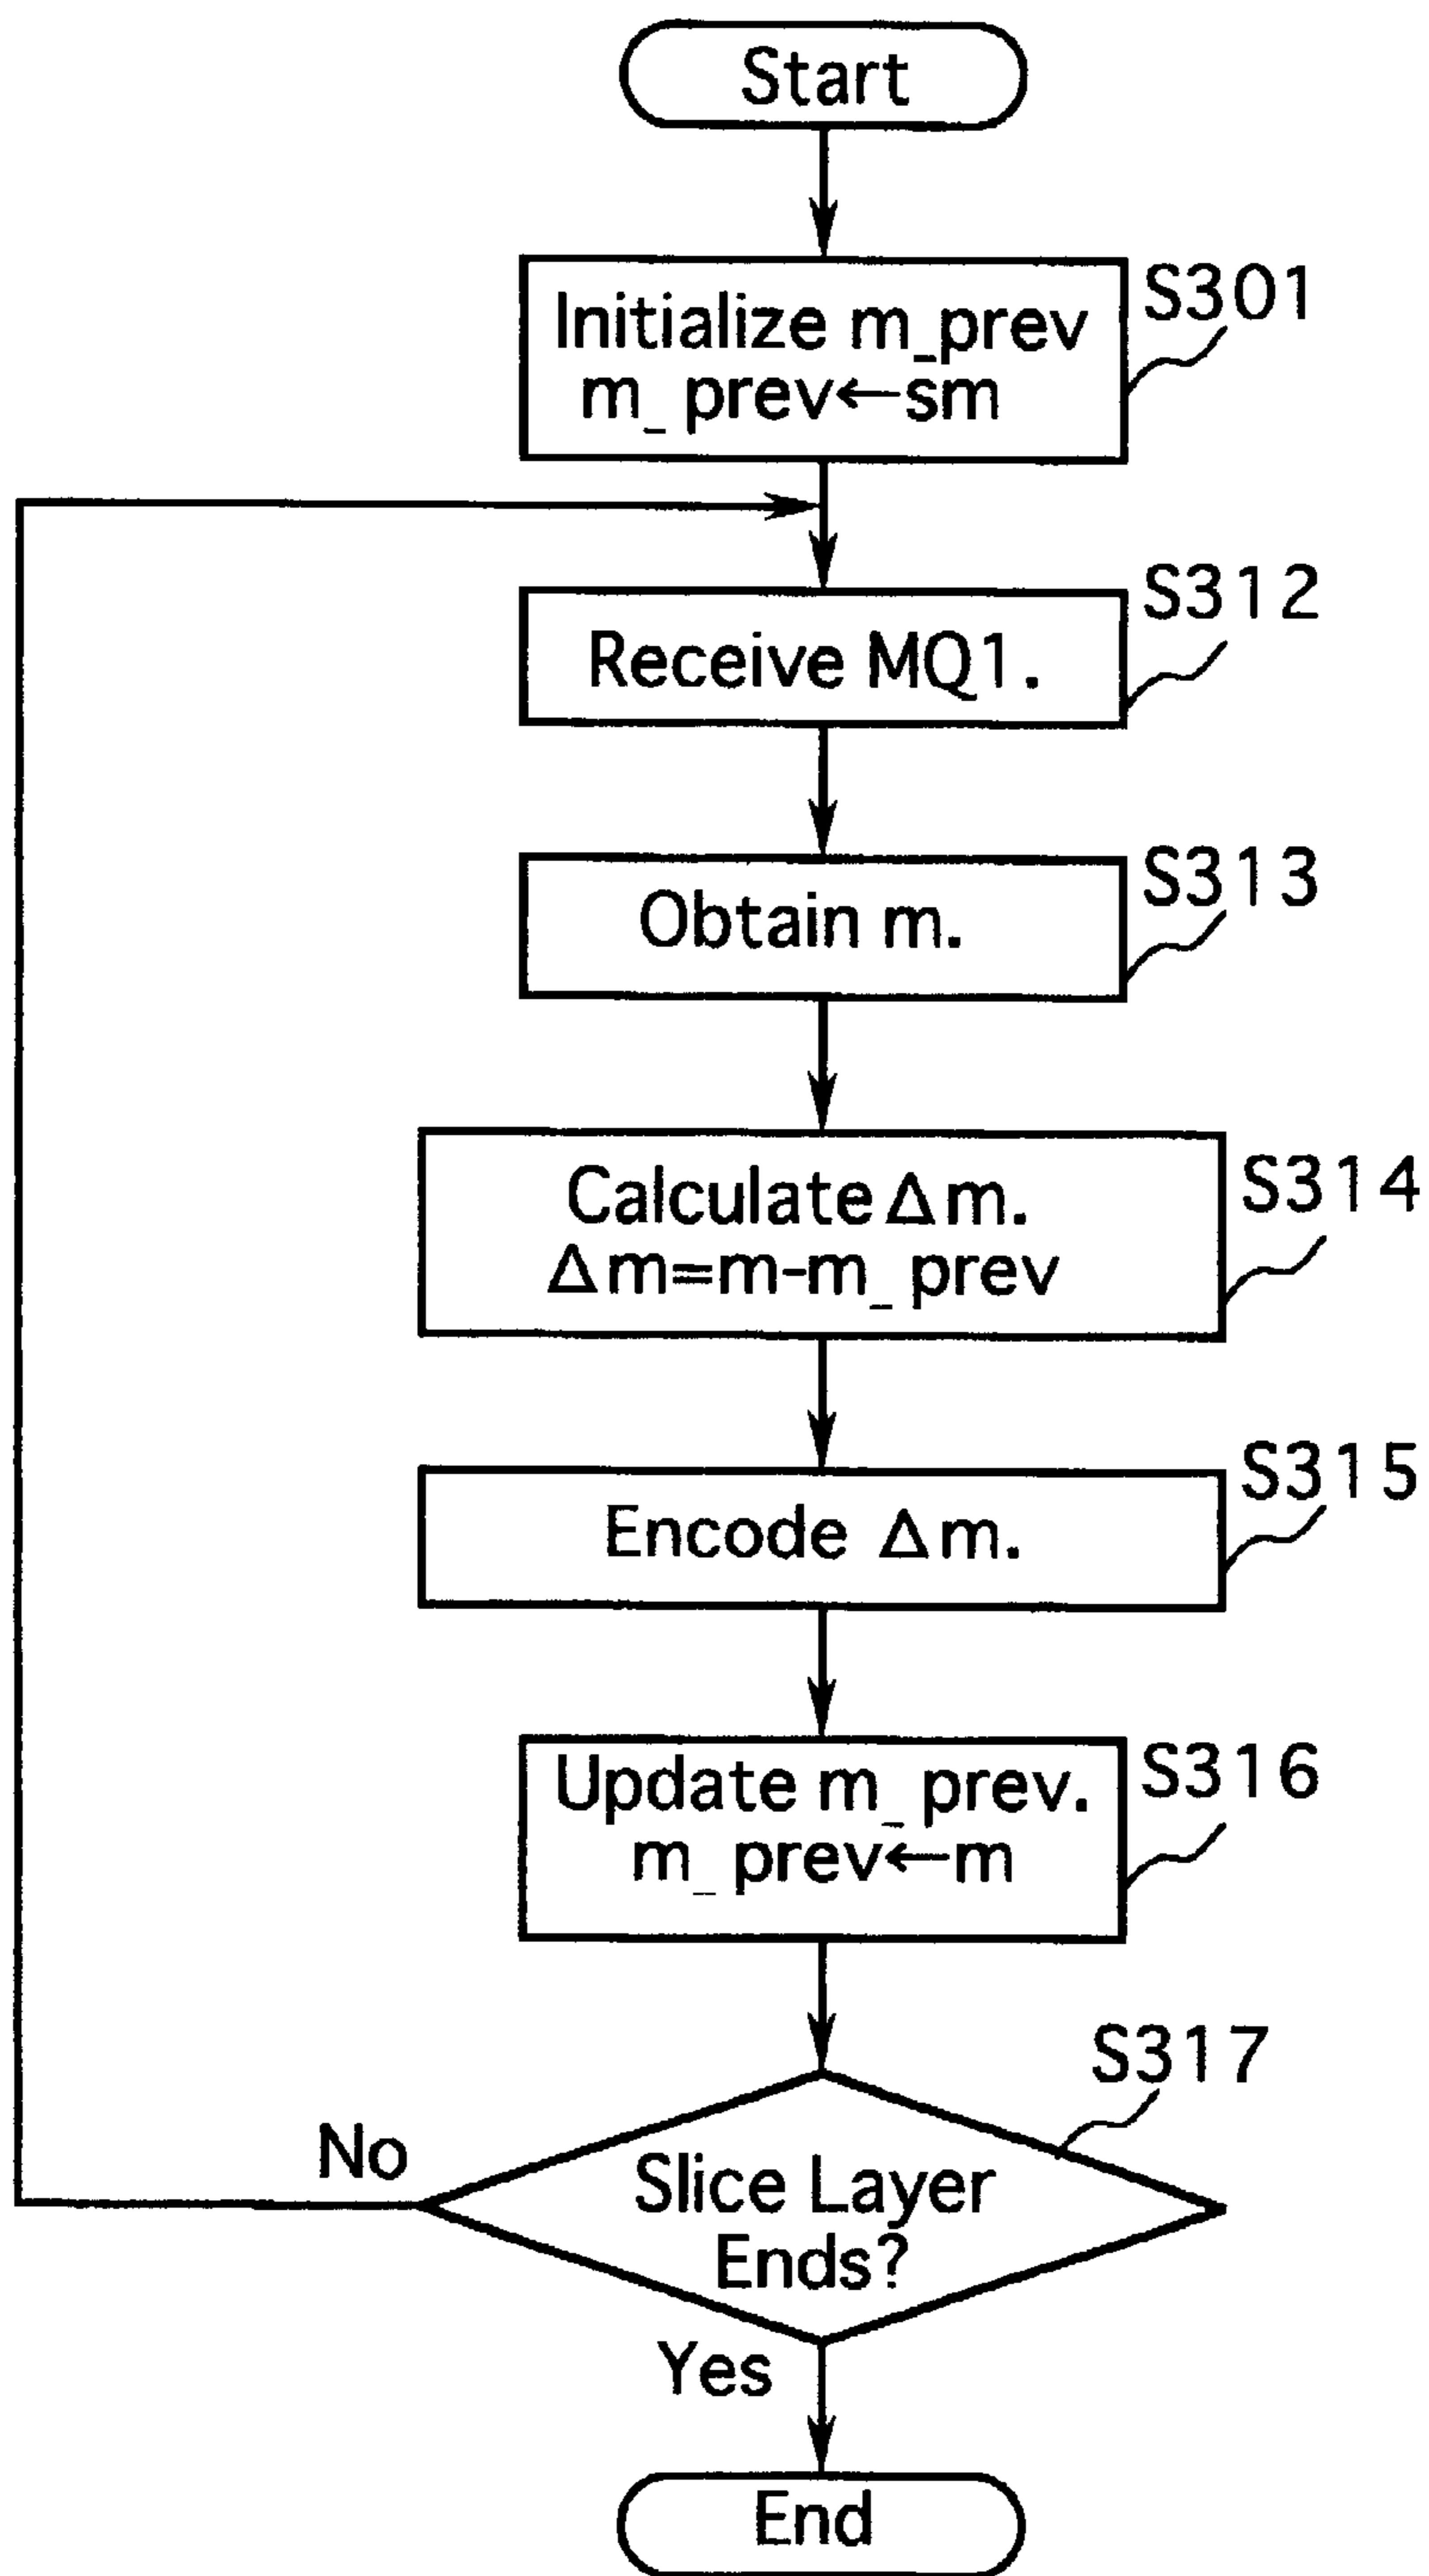 Start
S301
Initialize m_prev
m_ prev←sm
S312
Receive MQ1.
S313
Obtain m.
S314
Calculate Δm.
Δm=m-m_ prev
S315
Encode Δm.
S316
Update m_ prev.
m_ prev←m
S317
No
Slice Layer
Ends?
Yes
End